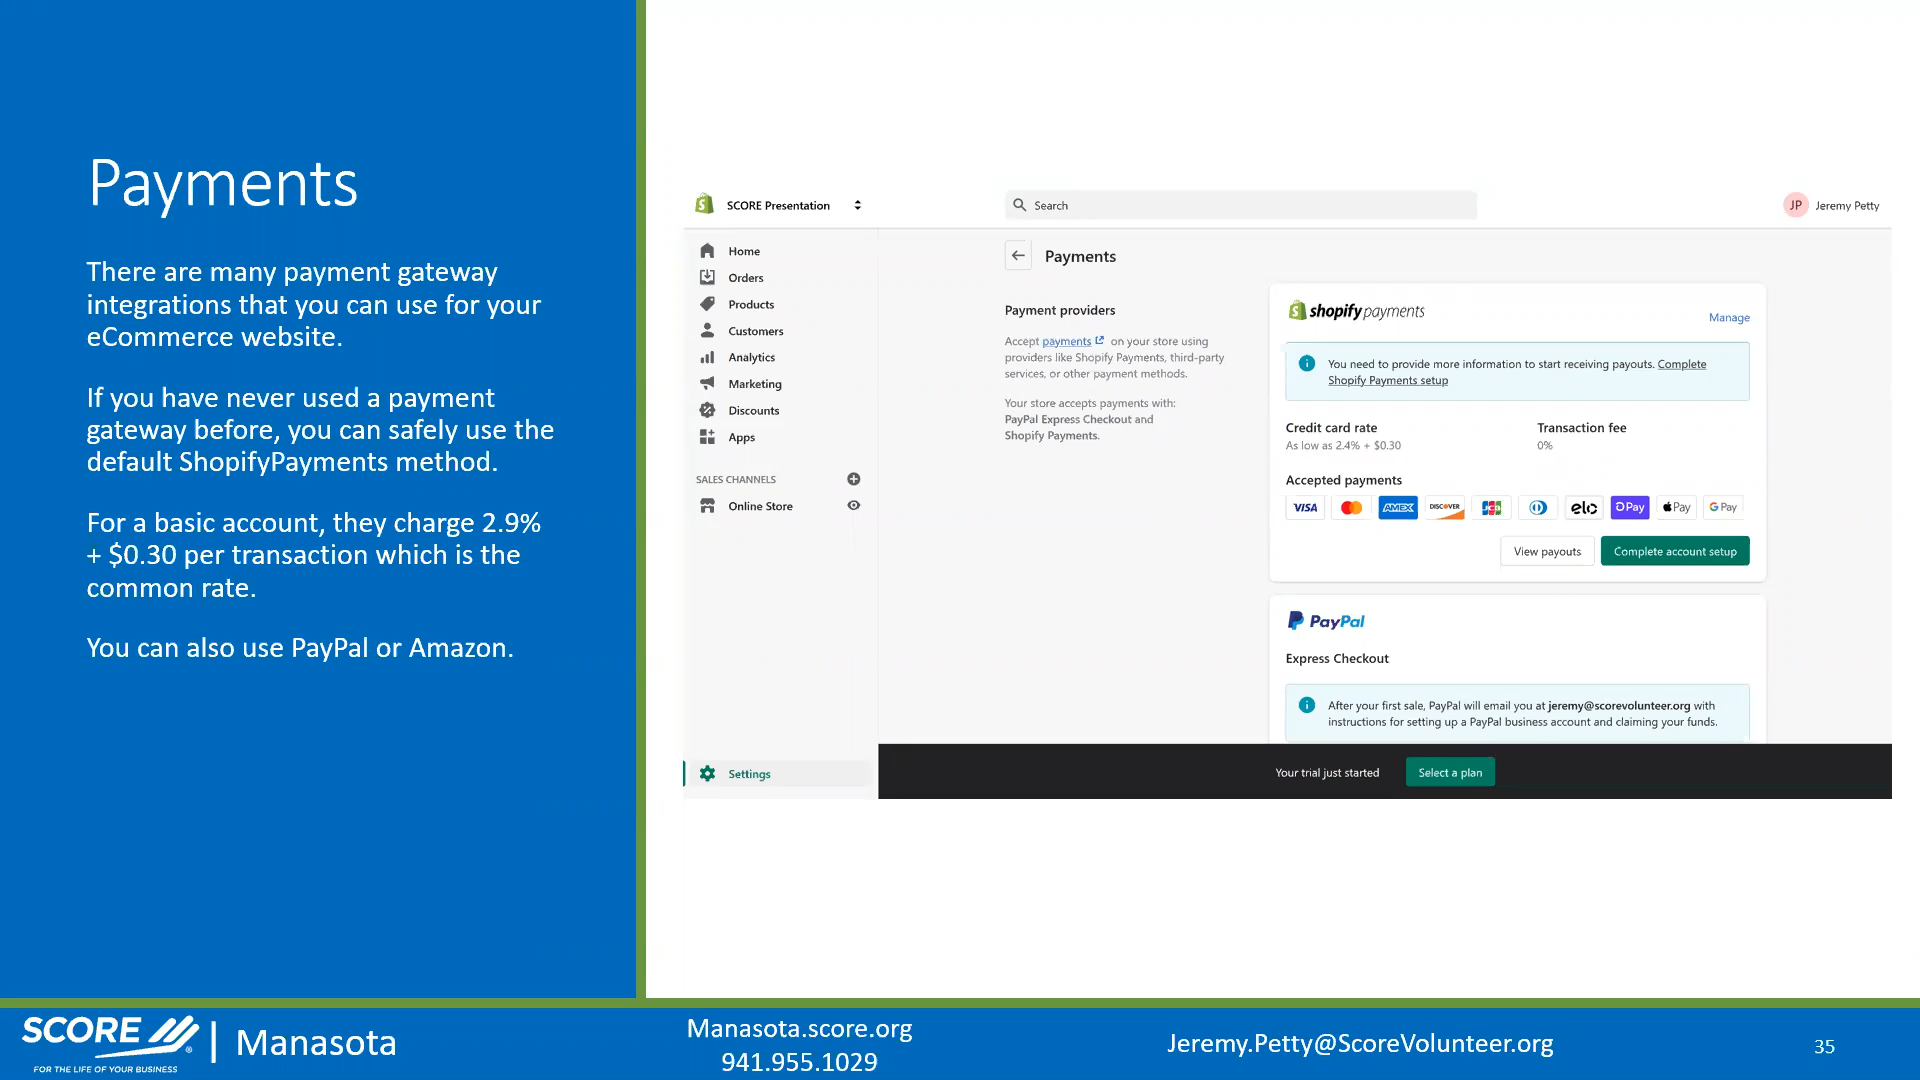 Payments
There are many payment gateway
integrations that you can use for your
eCommerce website.
If you have never used a payment
gateway before, you can safely use the
default ShopifyPayments method.
For a basic account, they charge 2.9%
+ $0.30 per transaction which is the
common rate.
You can also use PayPal or Amazon.
SCORE Presentation
Search
JP Jeremy Petty
Home
Orders
Products
Customers
Analytics
Marketing
Discounts
Apps
SALES CHANNELS
Online Store
Settings
Payments
Payment providers
Accept payments on your store using
providers like Shopify Payments, third-party
services, or other payment methods.
Your store accepts payments with:
PayPal Express Checkout and
Shopify Payments.
shopify payments
Manage
You need to provide more information to start receiving payouts. Complete
Shopify Payments setup
Credit card rate
As low as 2.4% + $0.30
Transaction fee
0%
Accepted payments
VISA AMEX DISCOVER JCB elo Pay Pay G Pay
View payouts
Complete account setup
PayPal
Express Checkout
After your first sale, PayPal will email you at jeremy@scorevolunteer.org with
instructions for setting up a PayPal business account and claiming your funds.
Your trial just started
Select a plan
SCORE
FOR THE LIFE OF YOUR BUSINESS
Manasota
Manasota.score.org
941.955.1029
Jeremy.Petty@ScoreVolunteer.org
35